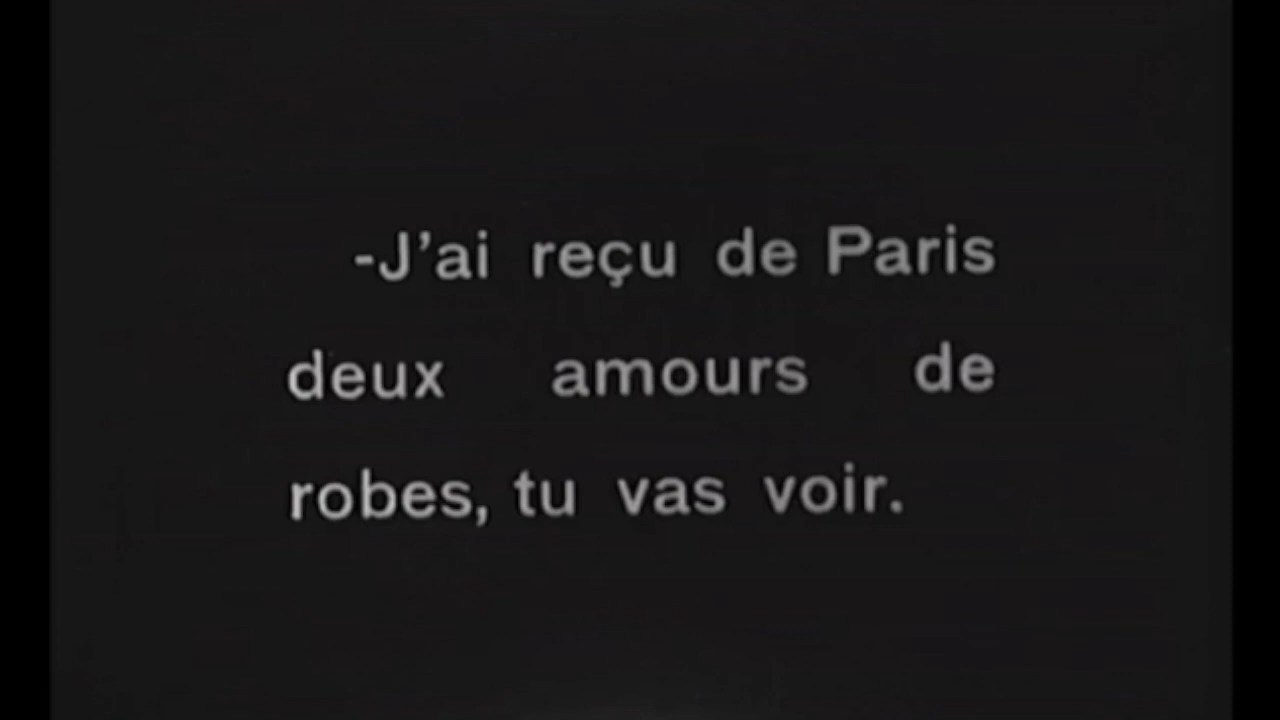 -J’ai reçu de Paris
deux amours de
robes, tu vas voir.